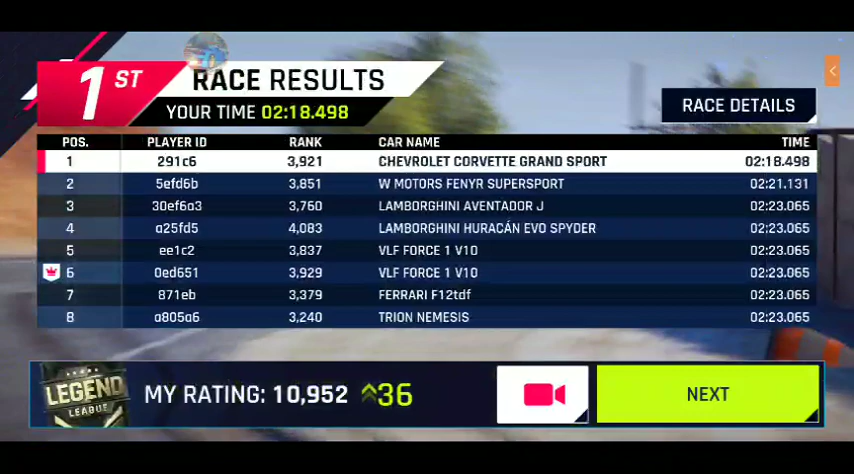 1ST
RACE RESULTS
YOUR TIME 02:18.498
RACE DETAILS
POS. PLAYER ID RANK CAR NAME TIME
1 291c6 3,921 CHEVROLET CORVETTE GRAND SPORT 02:18.498
2 5efd6b 3,851 W MOTORS FENYR SUPERSPORT 02:21.131
3 30ef6a3 3,760 LAMBORGHINI AVENTADOR J 02:23.065
4 a25fd5 4,083 LAMBORGHINI HURACÁN EVO SPYDER 02:23.065
5 ee1c2 3,837 VLF FORCE 1 V10 02:23.065
6 0ed651 3,929 VLF FORCE 1 V10 02:23.065
7 871eb 3,379 FERRARI F12tdf 02:23.065
8 a805a6 3,240 TRION NEMESIS 02:23.065
LEGEND
LEAGUE
MY RATING: 10,952 36
NEXT